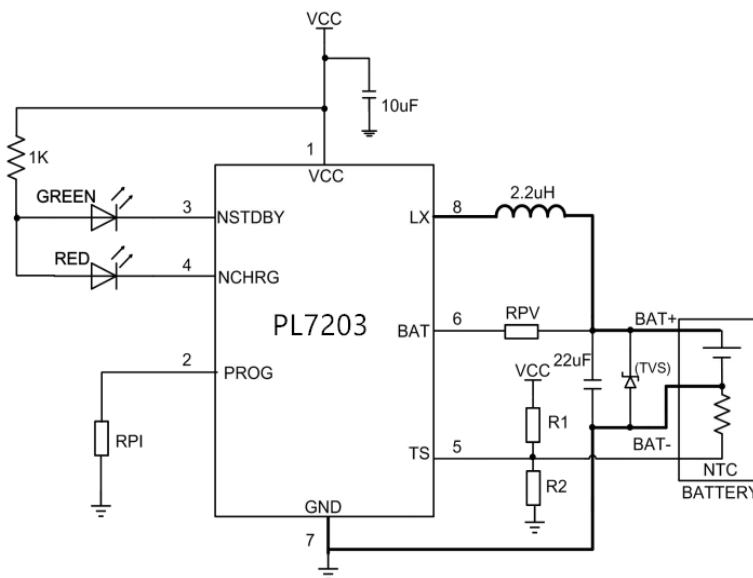 VCC
10uF
1K
1
VCC
GREEN
3
NSTDBY
LX
8
2.2uH
RED
4
NCHRG
PL7203
BAT
6
RPV
BAT+
2
PROG
VCC
22uF
(TVS)
RPI
R1
BAT-
TS
5
NTC
R2
BATTERY
GND
7